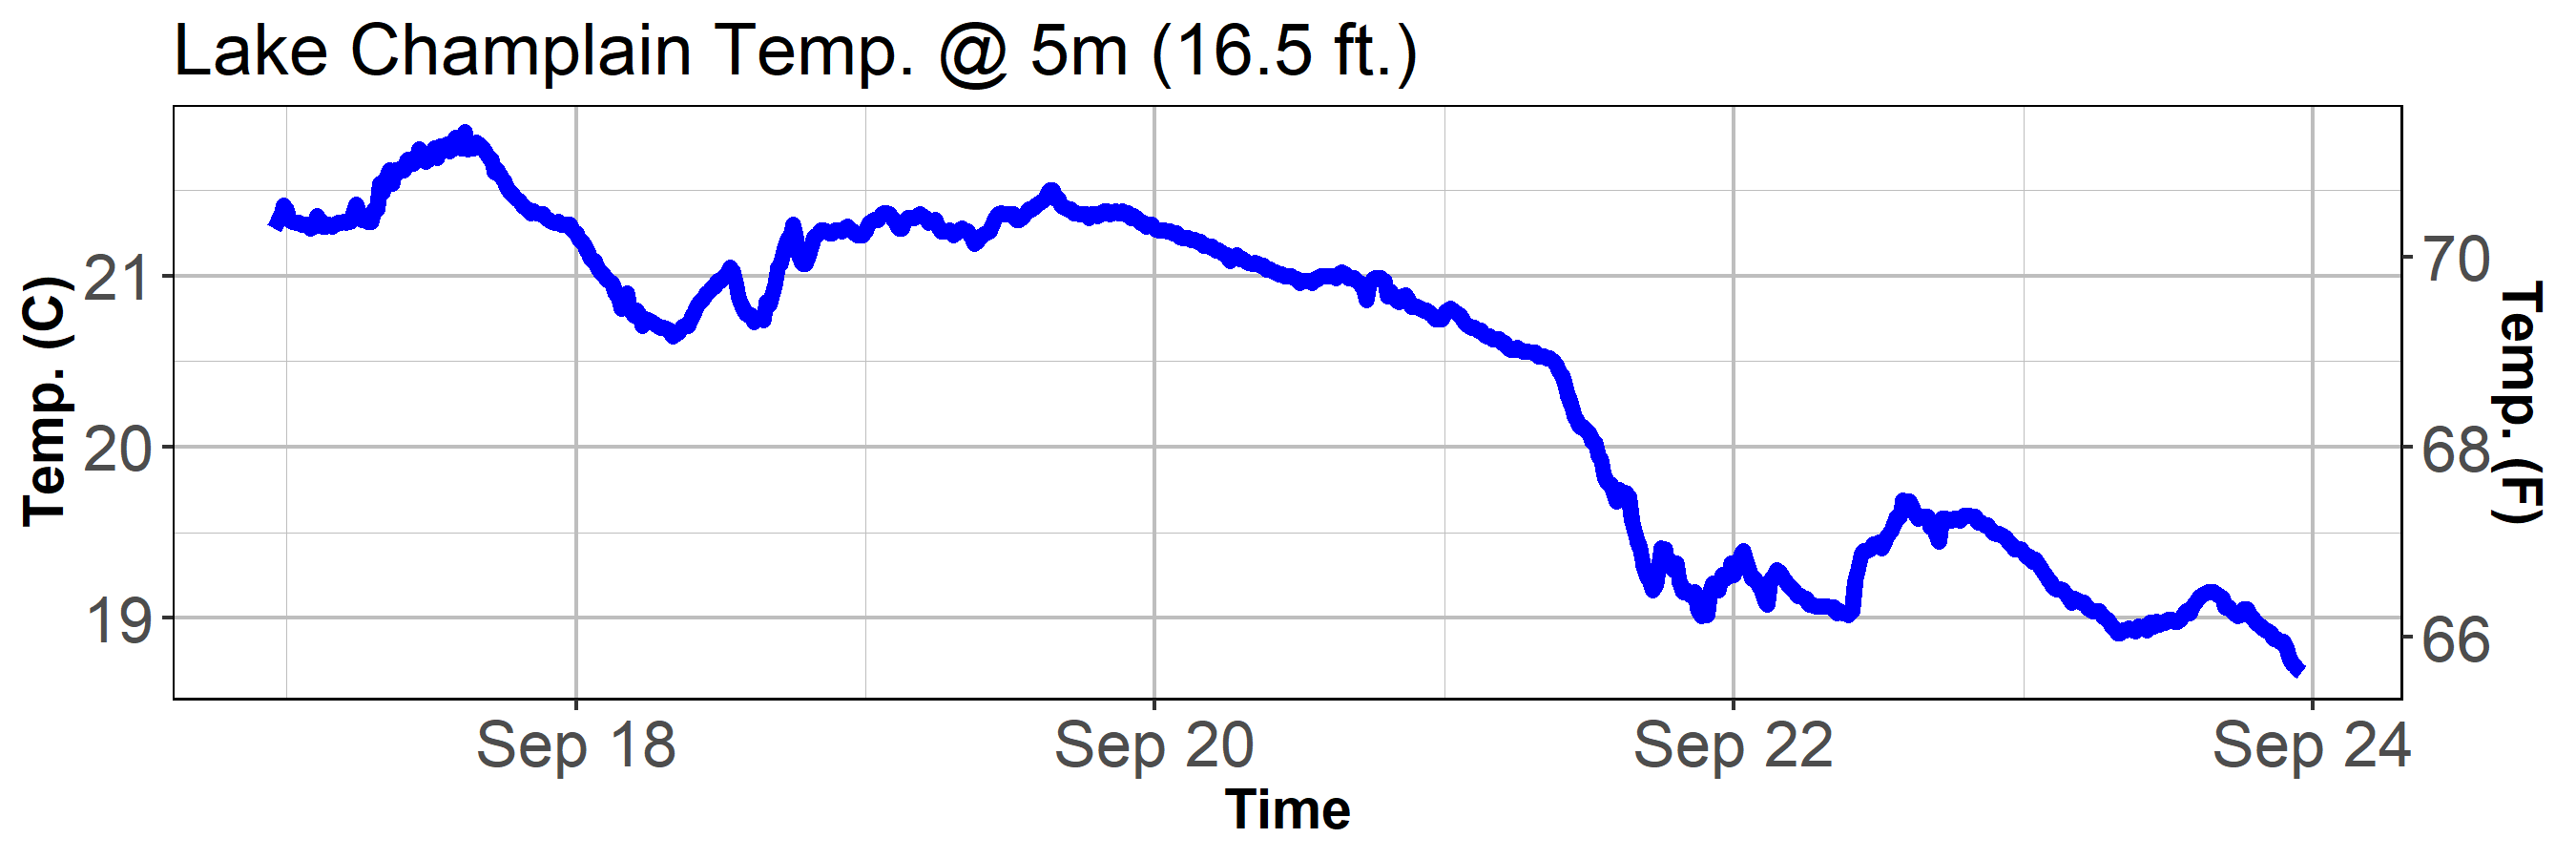 Lake Champlain Temp. @ 5m (16.5 ft.)
Temp. (C)
21
20
19
70
68
66
Temp. (F)
Sep 18
Sep 20
Sep 22
Sep 24
Time